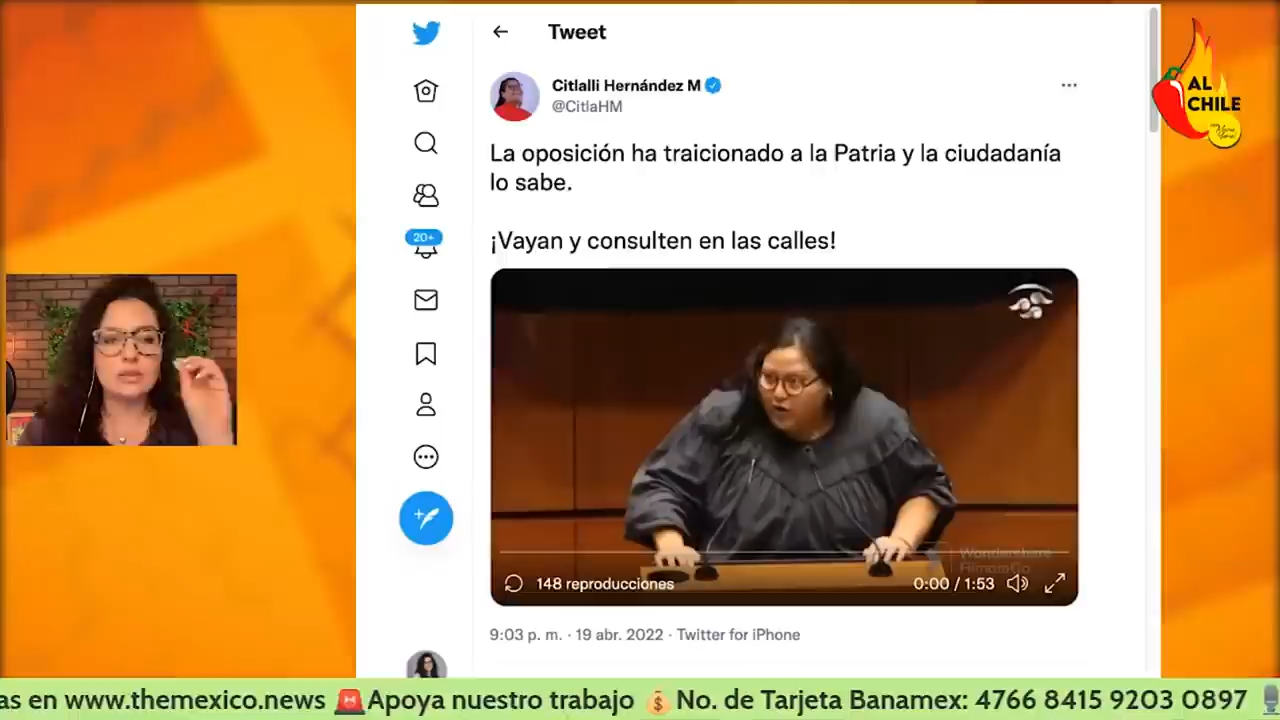 Tweet
Citlalli Hernández M
@CitlaHM
AL
CHILE
La oposición ha traicionado a la Patria y la ciudadanía
lo sabe.
¡Vayan y consulten en las calles!
20+
Wondershare
FilmoraGo
148 reproducciones
0:00 / 1:53
9:03 p. m. · 19 abr. 2022 · Twitter for iPhone
as en www.themexico.news 🚨Apoya nuestro trabajo 💰No. de Tarjeta Banamex: 4766 8415 9203 0897